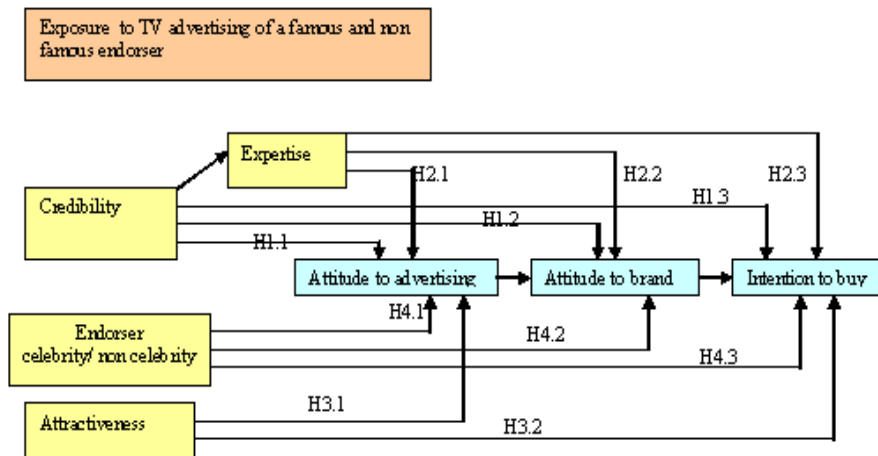 Exposure to TV advertising of a famous and non
famous endorser
Expertise
H2.1
H2.2
H2.3
Credibility
H1.3
H1.2
H1.1
Attitude to advertising
Attitude to brand
Intention to buy
H4.1
Endorser
celebrity/ non celebrity
H4.2
H4.3
H3.1
Attractiveness
H3.2